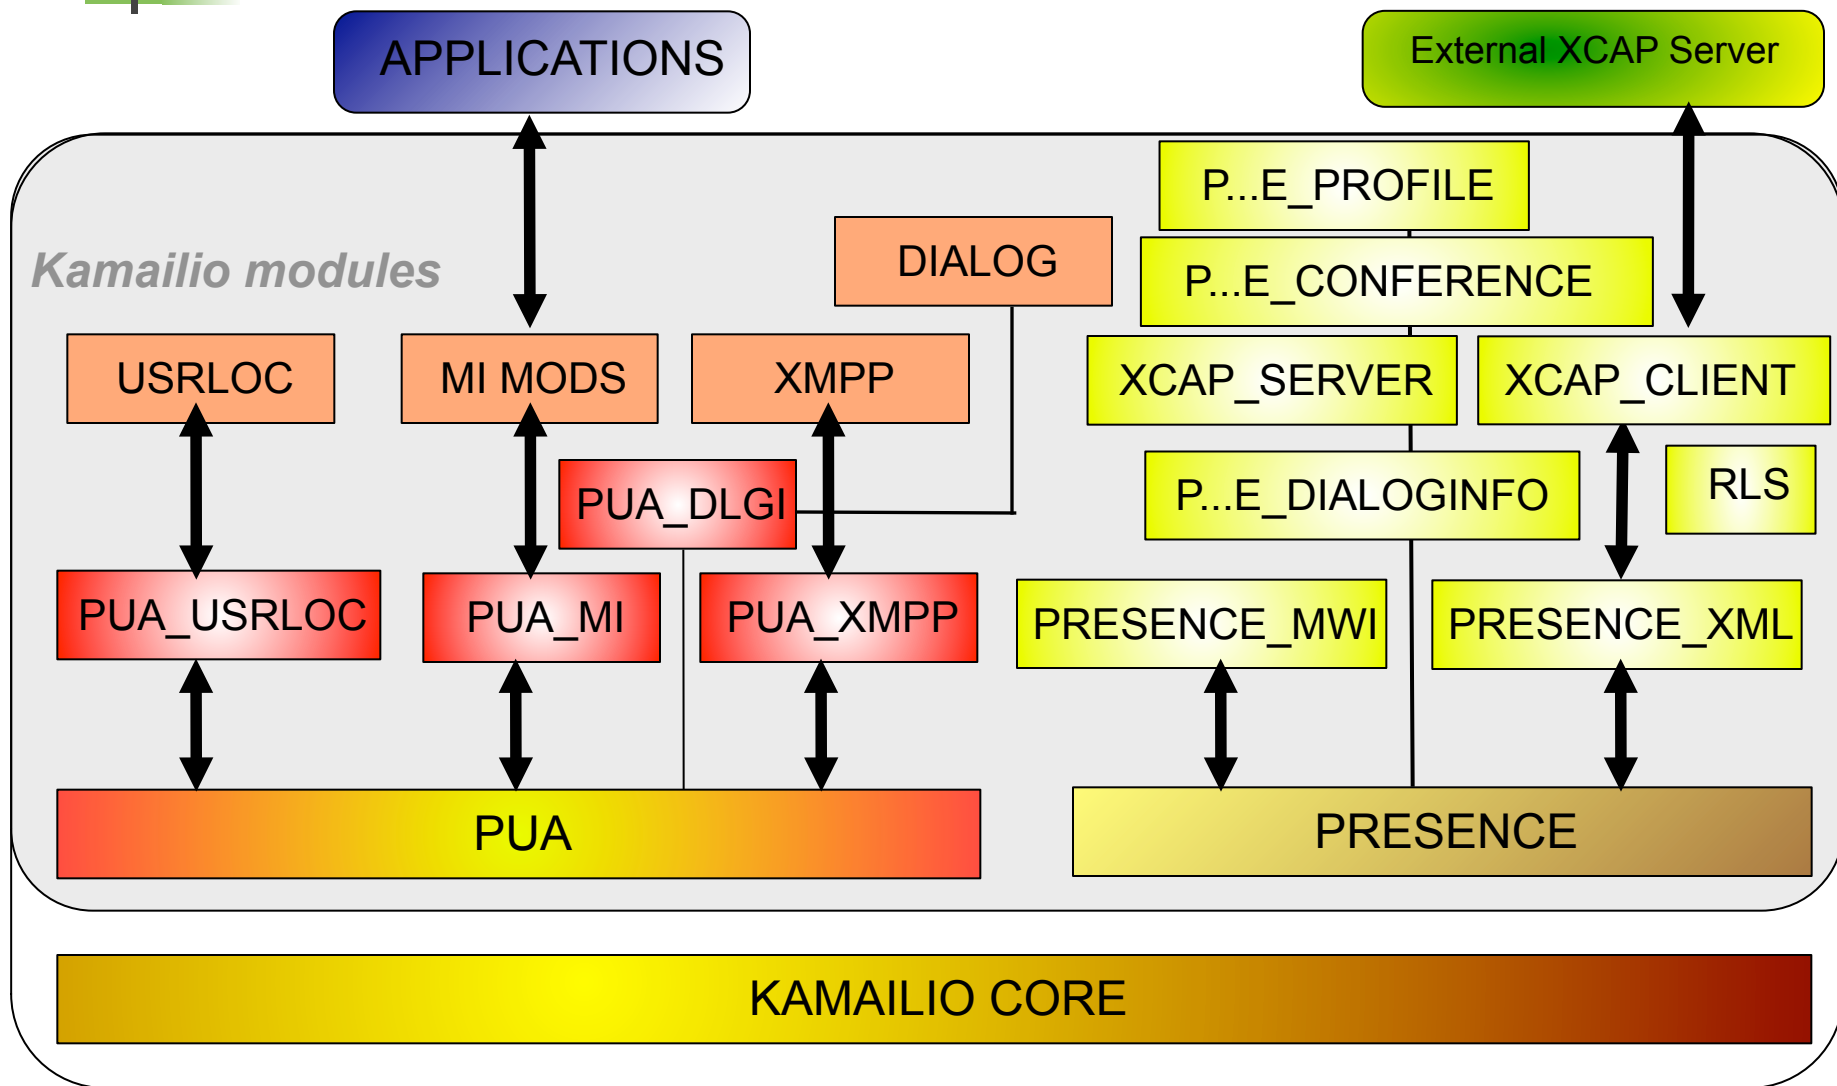 APPLICATIONS
External XCAP Server
P...E_PROFILE
DIALOG
P...E_CONFERENCE
Kamailio modules
USRLOC
MI MODS
XMPP
XCAP_SERVER
XCAP_CLIENT
PUA_DLGI
P...E_DIALOGINFO
RLS
PUA_USRLOC
PUA_MI
PUA_XMPP
PRESENCE_MWI
PRESENCE_XML
PUA
PRESENCE
KAMAILIO CORE